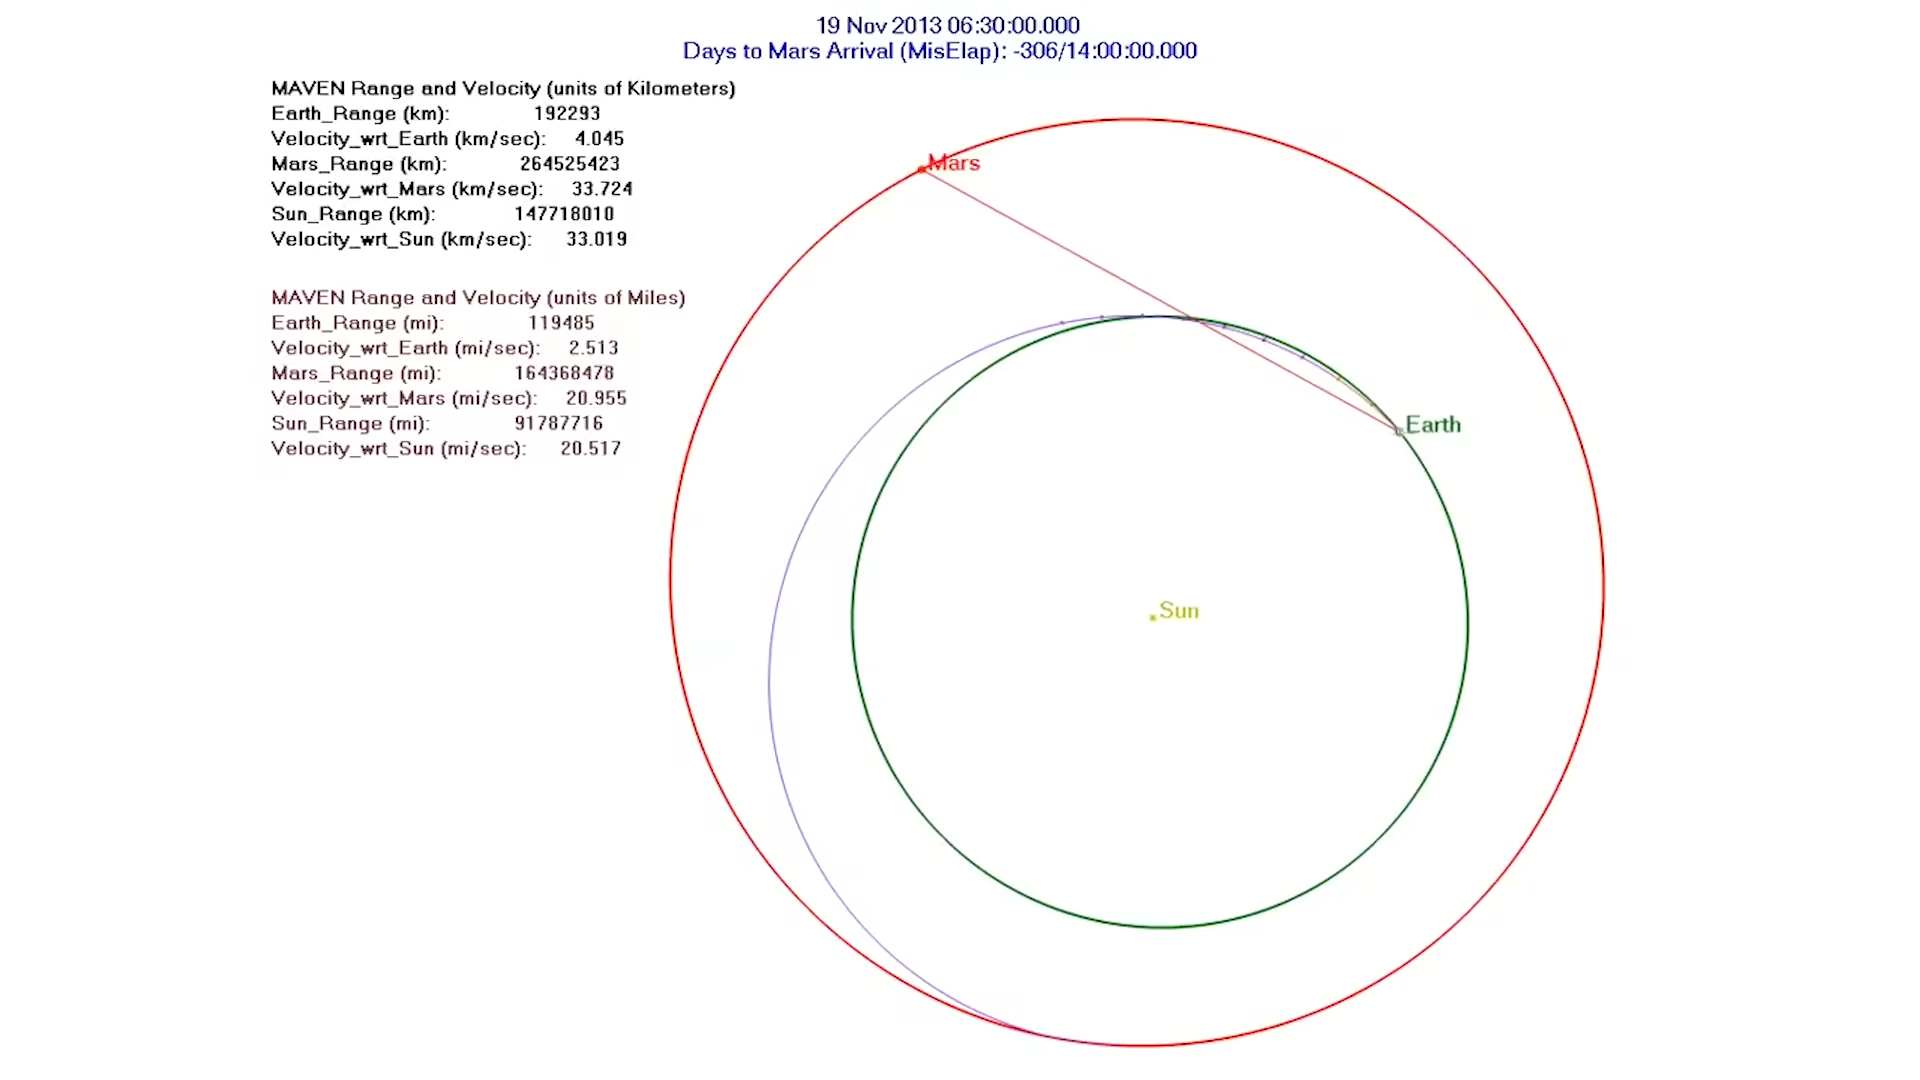 19 Nov 2013 06:30:00.000
Days to Mars Arrival (MisElap): -306/14:00:00.000
MAVEN Range and Velocity (units of Kilometers)
Earth_Range (km): 192293
Velocity_wrt_Earth (km/sec): 4.045
Mars_Range (km): 264525423
Velocity_wrt_Mars (km/sec): 33.724
Sun_Range (km): 147718010
Velocity_wrt_Sun (km/sec): 33.019
MAVEN Range and Velocity (units of Miles)
Earth_Range (mi): 119485
Velocity_wrt_Earth (mi/sec): 2.513
Mars_Range (mi): 164368478
Velocity_wrt_Mars (mi/sec): 20.955
Sun_Range (mi): 91787716
Velocity_wrt_Sun (mi/sec): 20.517
Mars
Earth
Sun